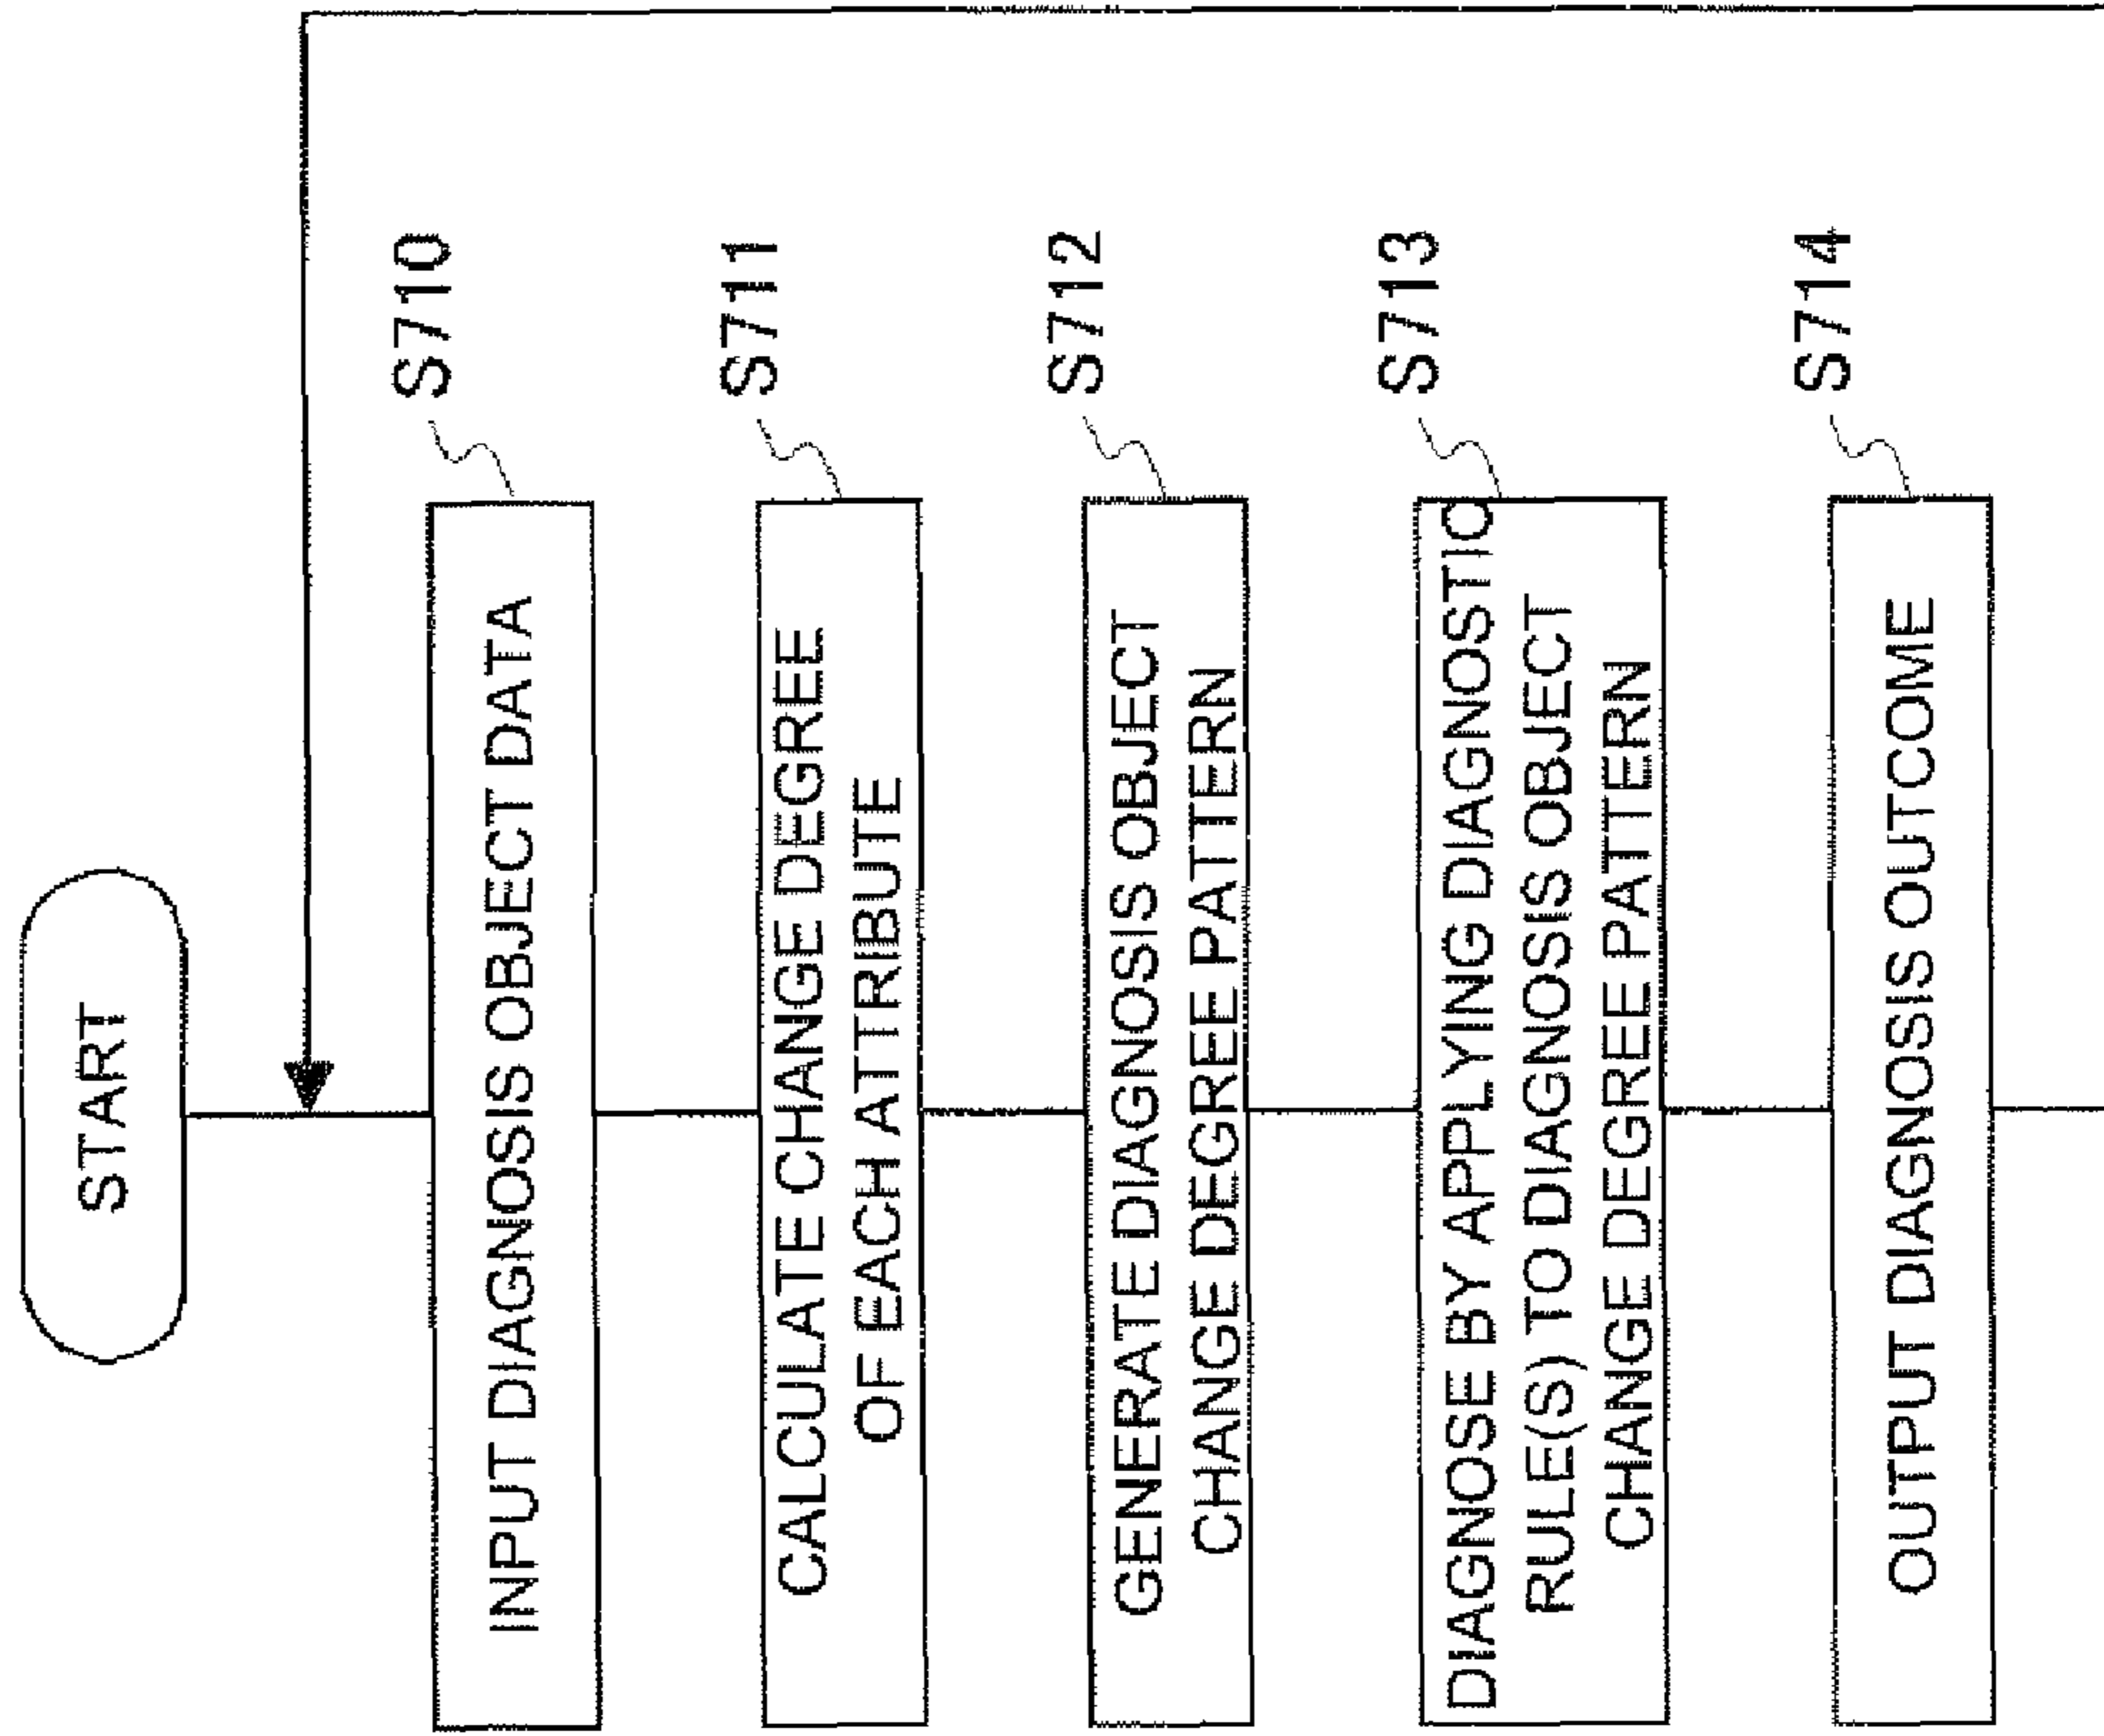 START
INPUT DIAGNOSIS OBJECT DATA
S710
CALCULATE CHANGE DEGREE
OF EACH ATTRIBUTE
S711
GENERATE DIAGNOSIS OBJECT
CHANGE DEGREE PATTERN
S712
DIAGNOSE BY APPLYING DIAGNOSTIC
RULE(S) TO DIAGNOSIS OBJECT
CHANGE DEGREE PATTERN
S713
OUTPUT DIAGNOSIS OUTCOME
S714